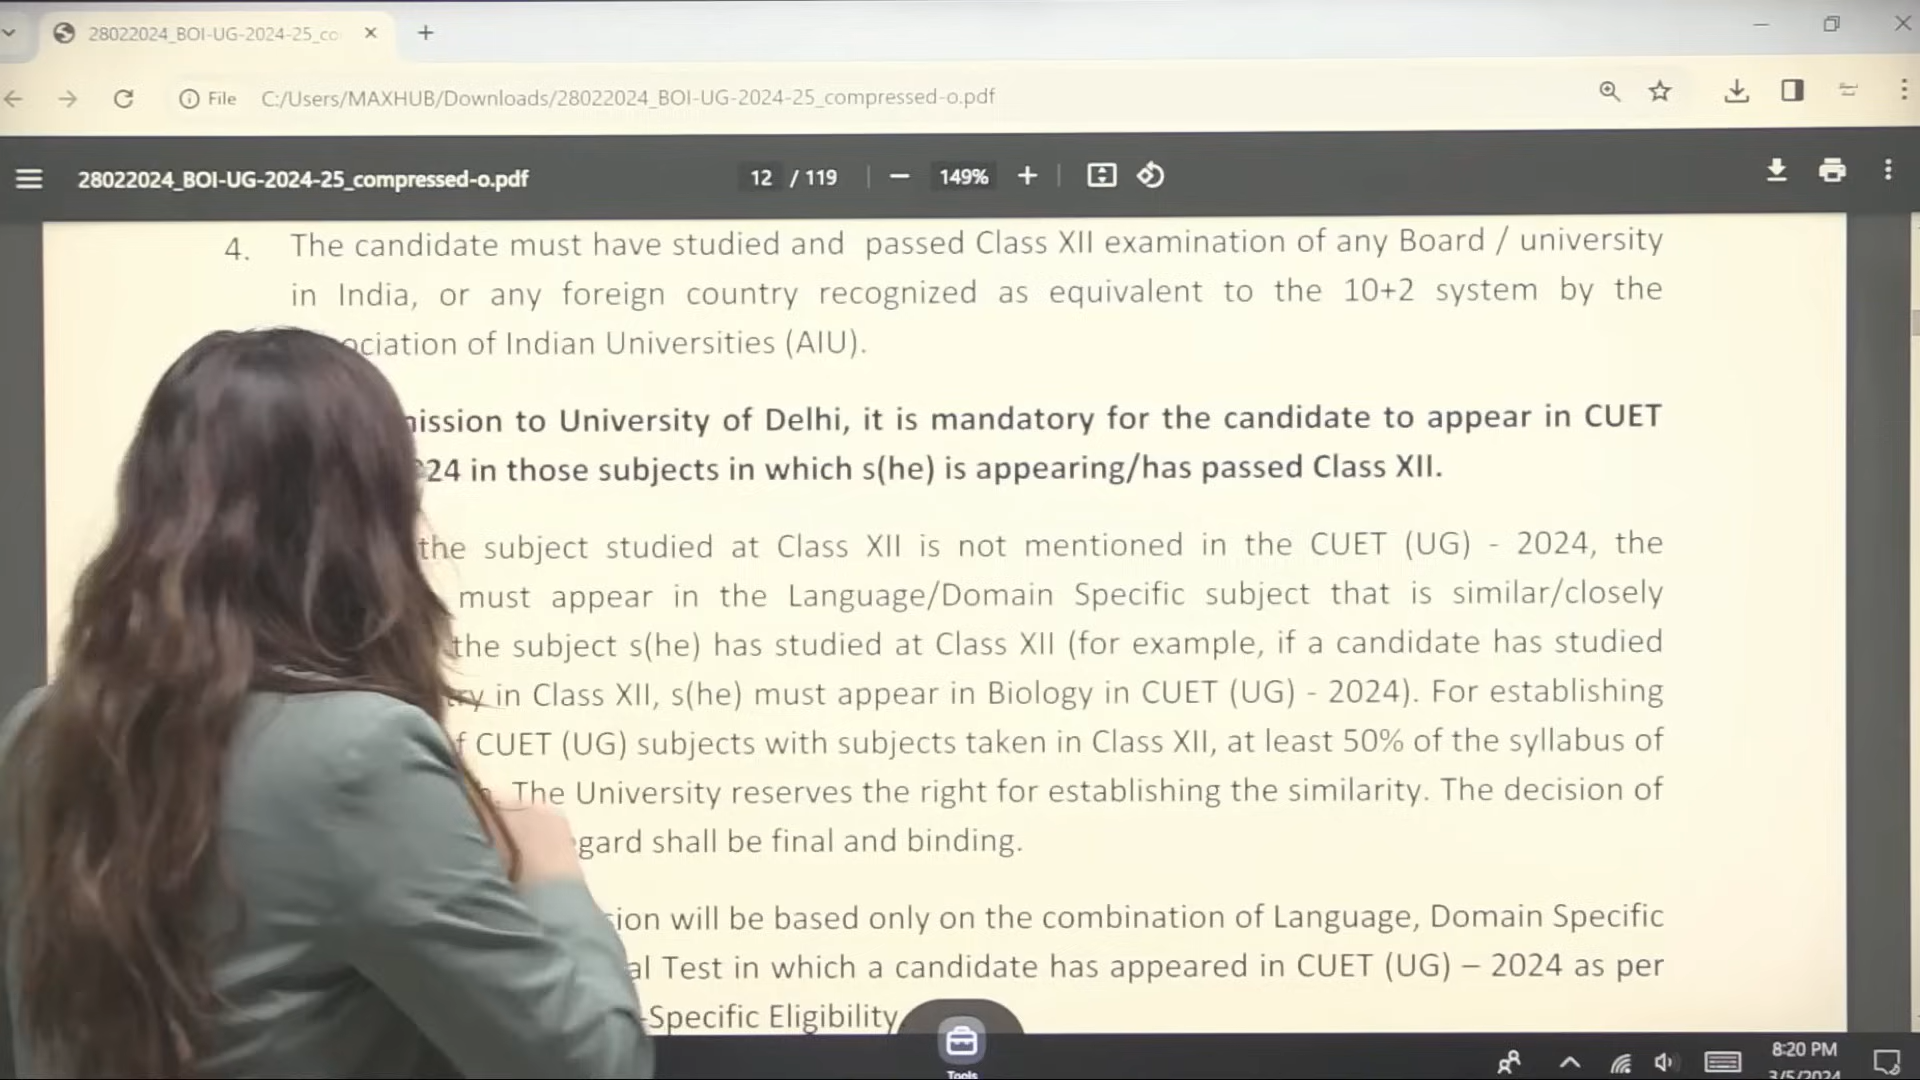 28022024_BOI-UG-2024-25_co
File C:/Users/MAXHUB/Downloads/28022024_BOI-UG-2024-25_compressed-o.pdf
28022024_BOI-UG-2024-25_compressed-o.pdf 12 / 119 149%
4. The candidate must have studied and passed Class XII examination of any Board / university
in India, or any foreign country recognized as equivalent to the 10+2 system by the
ociation of Indian Universities (AIU).
ission to University of Delhi, it is mandatory for the candidate to appear in CUET
24 in those subjects in which s(he) is appearing/has passed Class XII.
the subject studied at Class XII is not mentioned in the CUET (UG) - 2024, the
must appear in the Language/Domain Specific subject that is similar/closely
the subject s(he) has studied at Class XII (for example, if a candidate has studied
ry in Class XII, s(he) must appear in Biology in CUET (UG) - 2024). For establishing
f CUET (UG) subjects with subjects taken in Class XII, at least 50% of the syllabus of
. The University reserves the right for establishing the similarity. The decision of
gard shall be final and binding.
ion will be based only on the combination of Language, Domain Specific
al Test in which a candidate has appeared in CUET (UG) – 2024 as per
-Specific Eligibility.
Tools
8:20 PM
3/5/2024